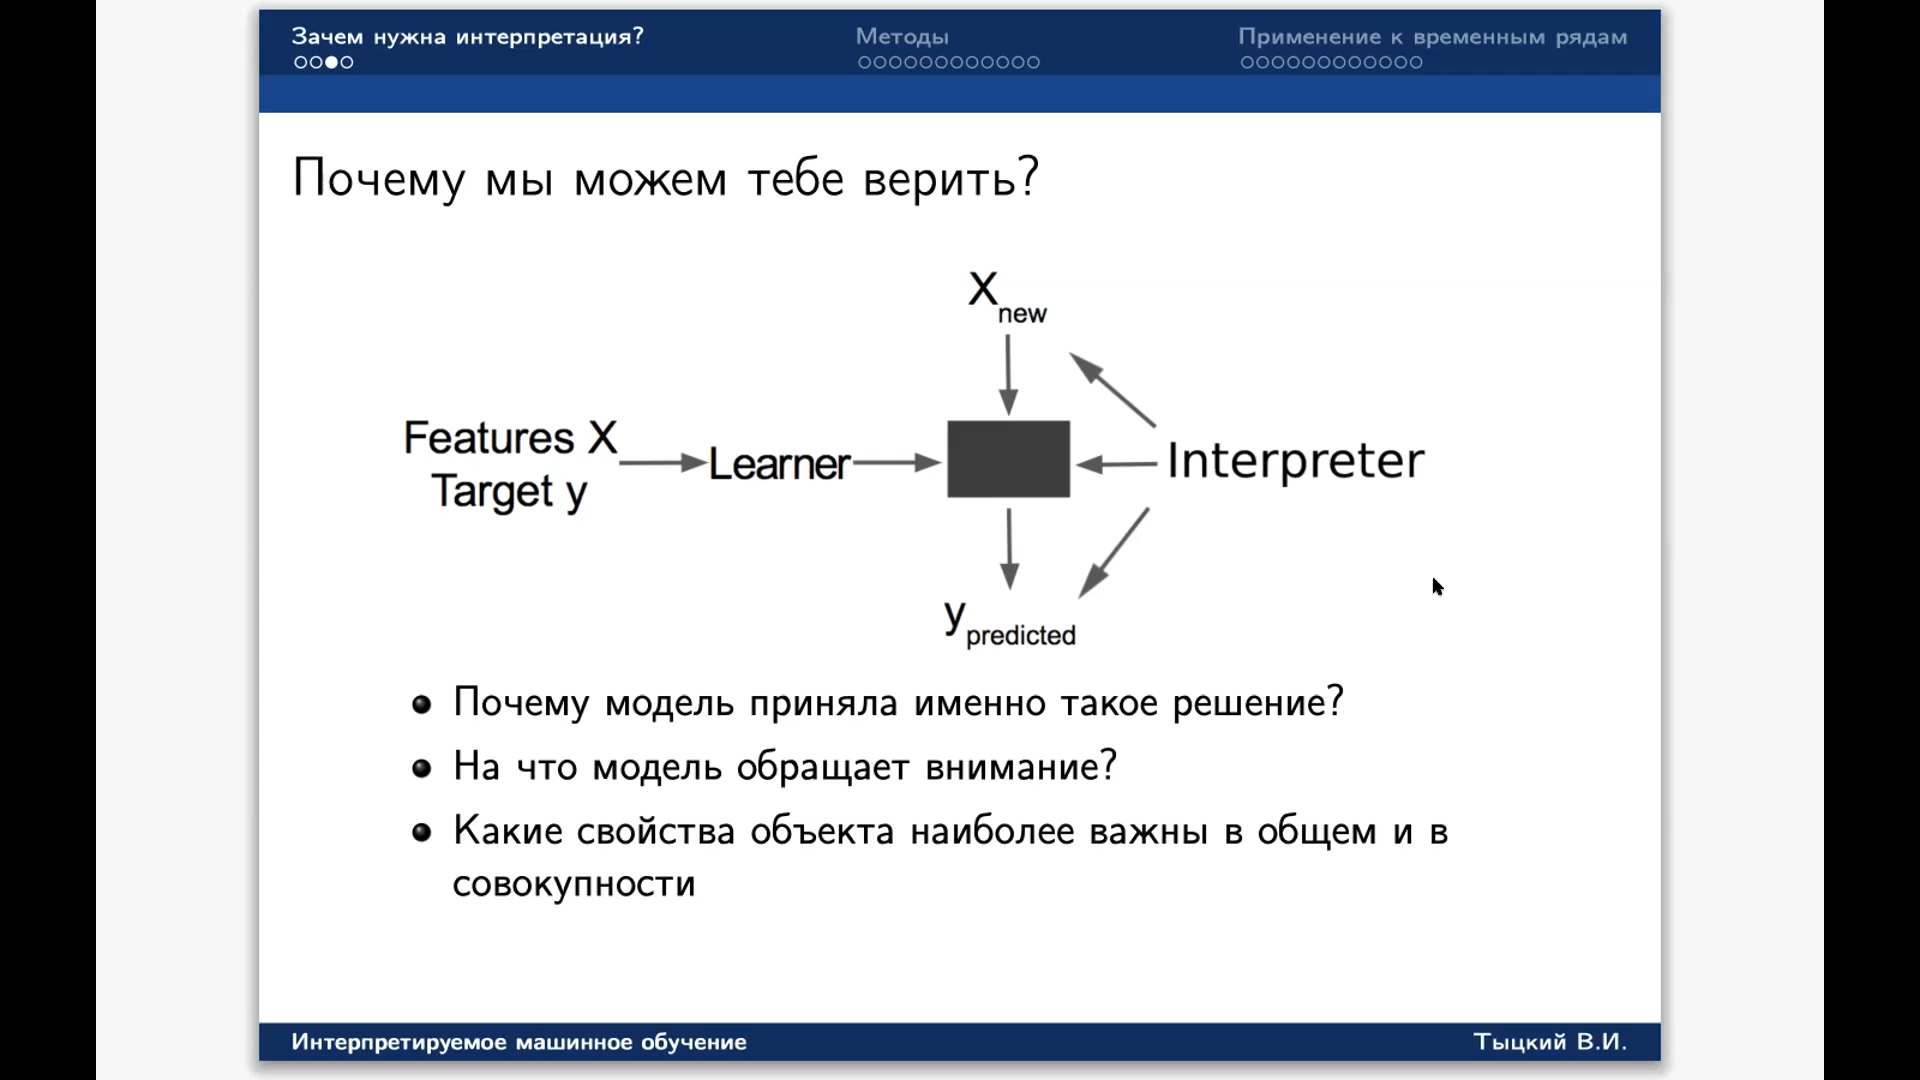 Зачем нужна интерпретация?
Методы
Применение к временным рядам
Почему мы можем тебе верить?
X new
Features X
Target y
Learner
Interpreter
y predicted
Почему модель приняла именно такое решение?
На что модель обращает внимание?
Какие свойства объекта наиболее важны в общем и в
совокупности
Интерпретируемое машинное обучение
Тыцкий В.И.